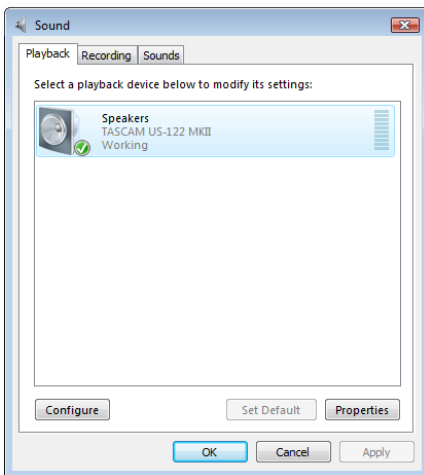 Sound
Playback Recording Sounds
Select a playback device below to modify its settings:
Speakers
TASCAM US-122 MKII
Working
Configure Set Default Properties
OK Cancel Apply